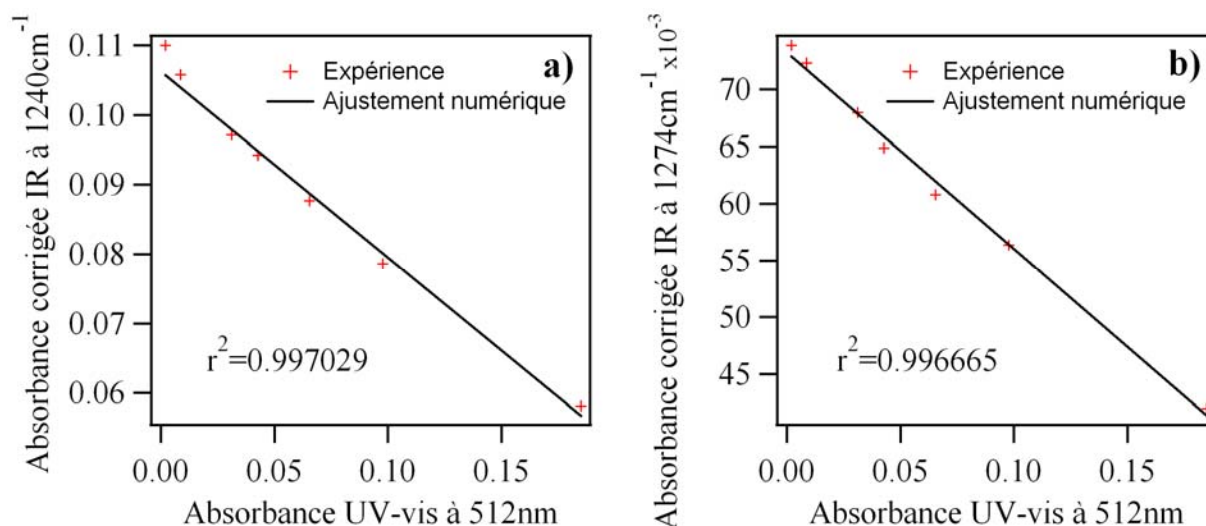 Absorbance corrigée IR à 1240cm⁻¹
0.11
0.10
0.09
0.08
0.07
0.06
a)
Expérience
Ajustement numérique
r²=0.997029
0.00 0.05 0.10 0.15
Absorbance UV-vis à 512nm
Absorbance corrigée IR à 1274cm⁻¹ x10⁻³
70
65
60
55
50
45
b)
Expérience
Ajustement numérique
r²=0.996665
0.00 0.05 0.10 0.15
Absorbance UV-vis à 512nm